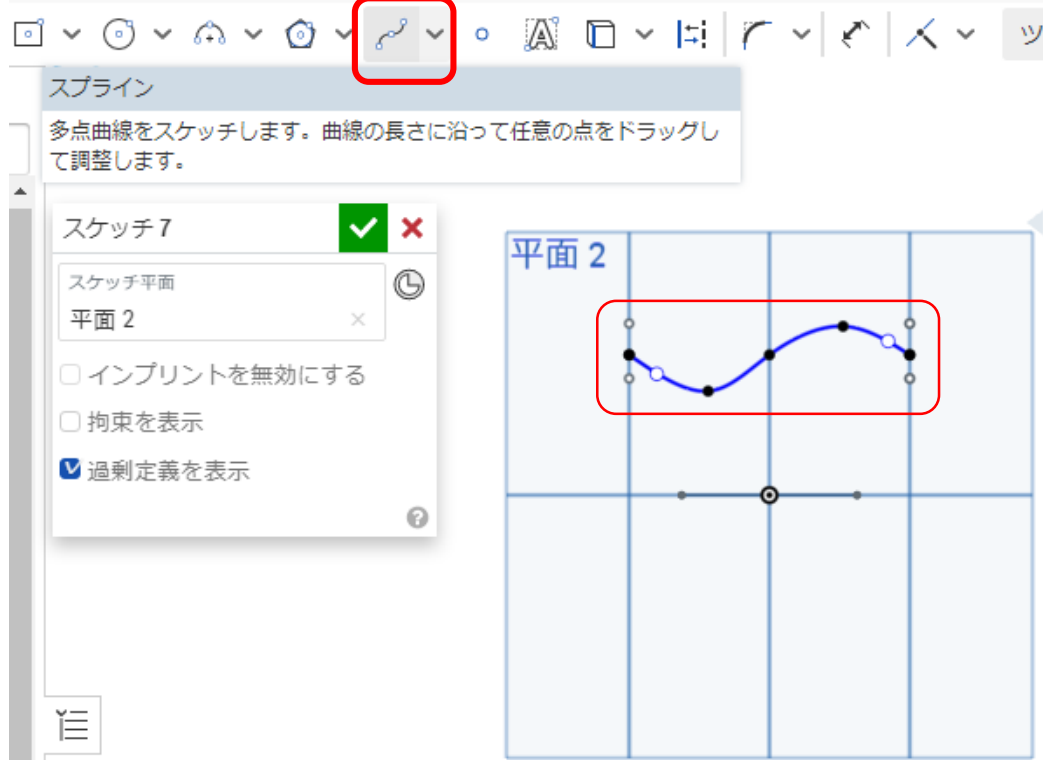 ツ
スプライン
多点曲線をスケッチします。曲線の長さに沿って任意の点をドラッグし
て調整します。
スケッチ 7
スケッチ平面
平面 2
インプリントを無効にする
拘束を表示
過剰定義を表示
平面 2